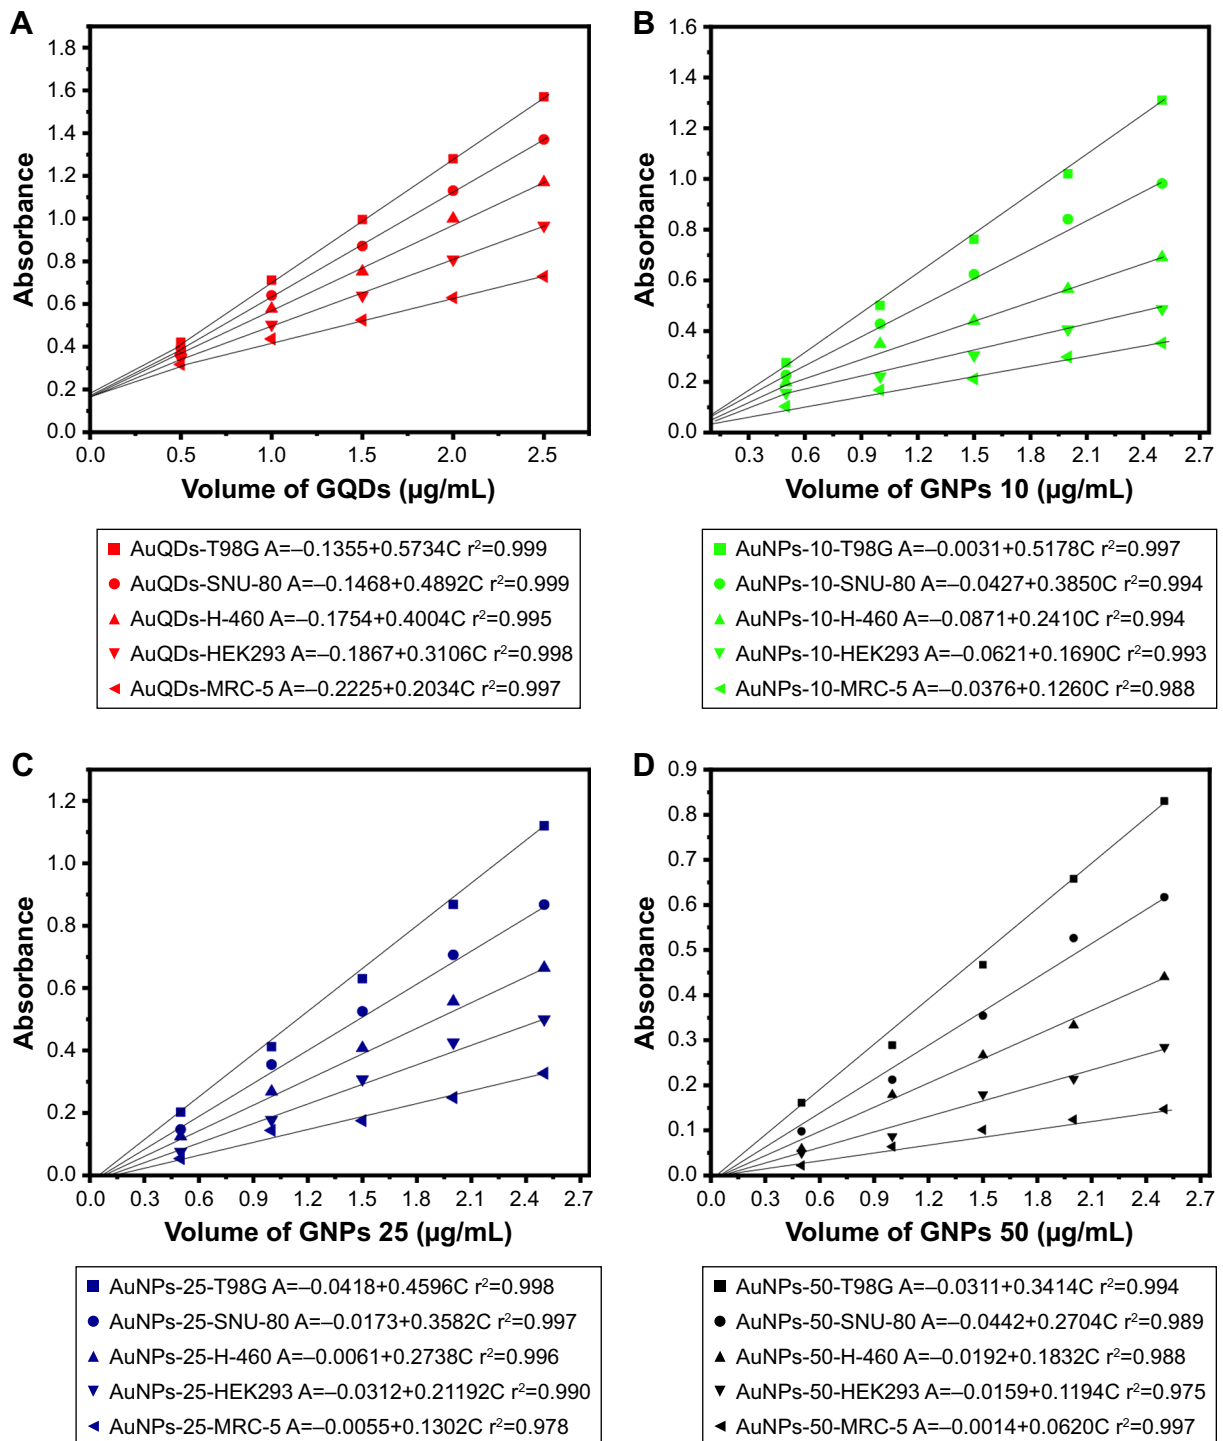 A
1.8
1.6
1.4
1.2
1.0
0.8
0.6
0.4
0.2
0.0
Absorbance
0.0 0.5 1.0 1.5 2.0 2.5
Volume of GQDs (µg/mL)
AuQDs-T98G A=–0.1355+0.5734C r²=0.999
AuQDs-SNU-80 A=–0.1468+0.4892C r²=0.999
AuQDs-H-460 A=–0.1754+0.4004C r²=0.995
AuQDs-HEK293 A=–0.1867+0.3106C r²=0.998
AuQDs-MRC-5 A=–0.2225+0.2034C r²=0.997
B
1.6
1.4
1.2
1.0
0.8
0.6
0.4
0.2
0.0
Absorbance
0.3 0.6 0.9 1.2 1.5 1.8 2.1 2.4 2.7
Volume of GNPs 10 (µg/mL)
AuNPs-10-T98G A=–0.0031+0.5178C r²=0.997
AuNPs-10-SNU-80 A=–0.0427+0.3850C r²=0.994
AuNPs-10-H-460 A=–0.0871+0.2410C r²=0.994
AuNPs-10-HEK293 A=–0.0621+0.1690C r²=0.993
AuNPs-10-MRC-5 A=–0.0376+0.1260C r²=0.988
C
1.2
1.0
0.8
0.6
0.4
0.2
0.0
Absorbance
0.0 0.3 0.6 0.9 1.2 1.5 1.8 2.1 2.4 2.7
Volume of GNPs 25 (µg/mL)
AuNPs-25-T98G A=–0.0418+0.4596C r²=0.998
AuNPs-25-SNU-80 A=–0.0173+0.3582C r²=0.997
AuNPs-25-H-460 A=–0.0061+0.2738C r²=0.996
AuNPs-25-HEK293 A=–0.0312+0.21192C r²=0.990
AuNPs-25-MRC-5 A=–0.0055+0.1302C r²=0.978
D
0.9
0.8
0.7
0.6
0.5
0.4
0.3
0.2
0.1
0.0
Absorbance
0.0 0.3 0.6 0.9 1.2 1.5 1.8 2.1 2.4 2.7
Volume of GNPs 50 (µg/mL)
AuNPs-50-T98G A=–0.0311+0.3414C r²=0.994
AuNPs-50-SNU-80 A=–0.0442+0.2704C r²=0.989
AuNPs-50-H-460 A=–0.0192+0.1832C r²=0.988
AuNPs-50-HEK293 A=–0.0159+0.1194C r²=0.975
AuNPs-50-MRC-5 A=–0.0014+0.0620C r²=0.997